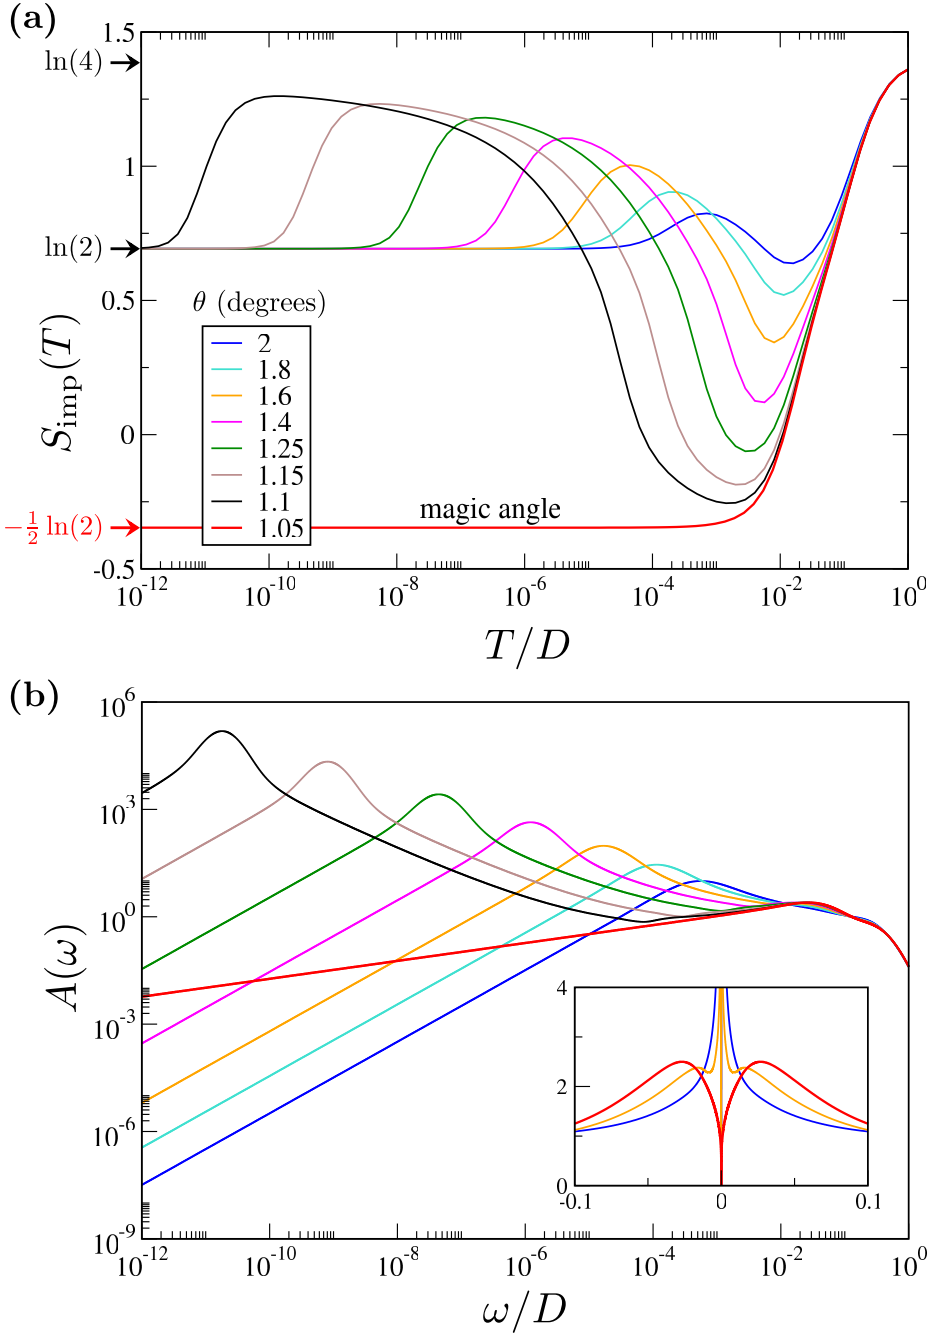 (a)
1.5
ln(4)
1
ln(2)
0.5
0
-1/2 ln(2)
-0.5
S_imp(T)
θ (degrees)
2
1.8
1.6
1.4
1.25
1.15
1.1
1.05
magic angle
10^-12 10^-10 10^-8 10^-6 10^-4 10^-2 10^0
T/D
(b)
10^6
10^3
10^0
10^-3
10^-6
10^-9
A(ω)
4
2
0
-0.1 0 0.1
10^-12 10^-10 10^-8 10^-6 10^-4 10^-2 10^0
ω/D